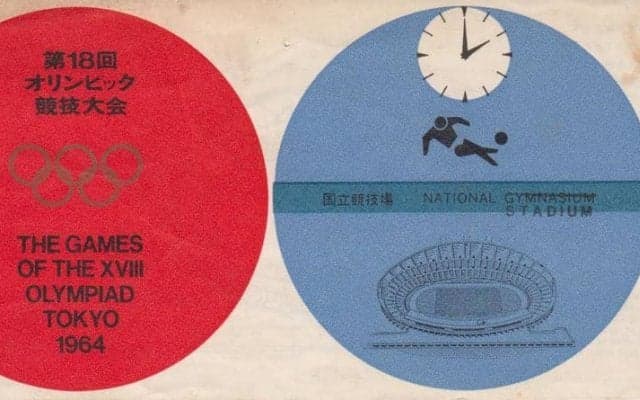 第18回
オリンピック
競技大会
THE GAMES
OF THE XVIII
OLYMPIAD
TOKYO
1964
国立競技場 NATIONAL GYMNASIUM
STADIUM